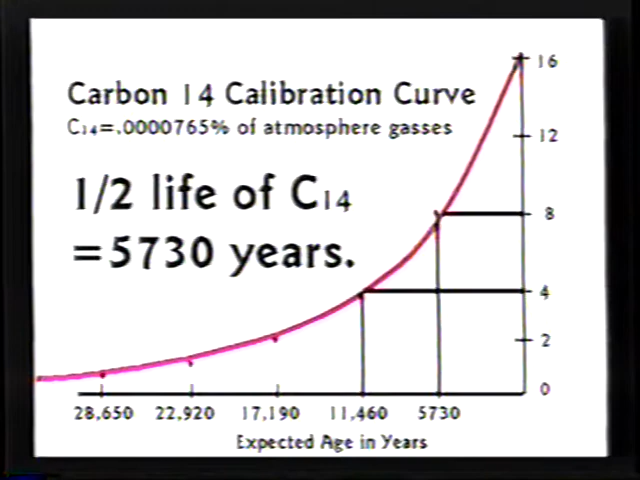 Carbon 14 Calibration Curve
C14=.0000765% of atmosphere gasses
1/2 life of C14
=5730 years.
16
12
8
4
2
0
28,650 22,920 17,190 11,460 5730
Expected Age in Years